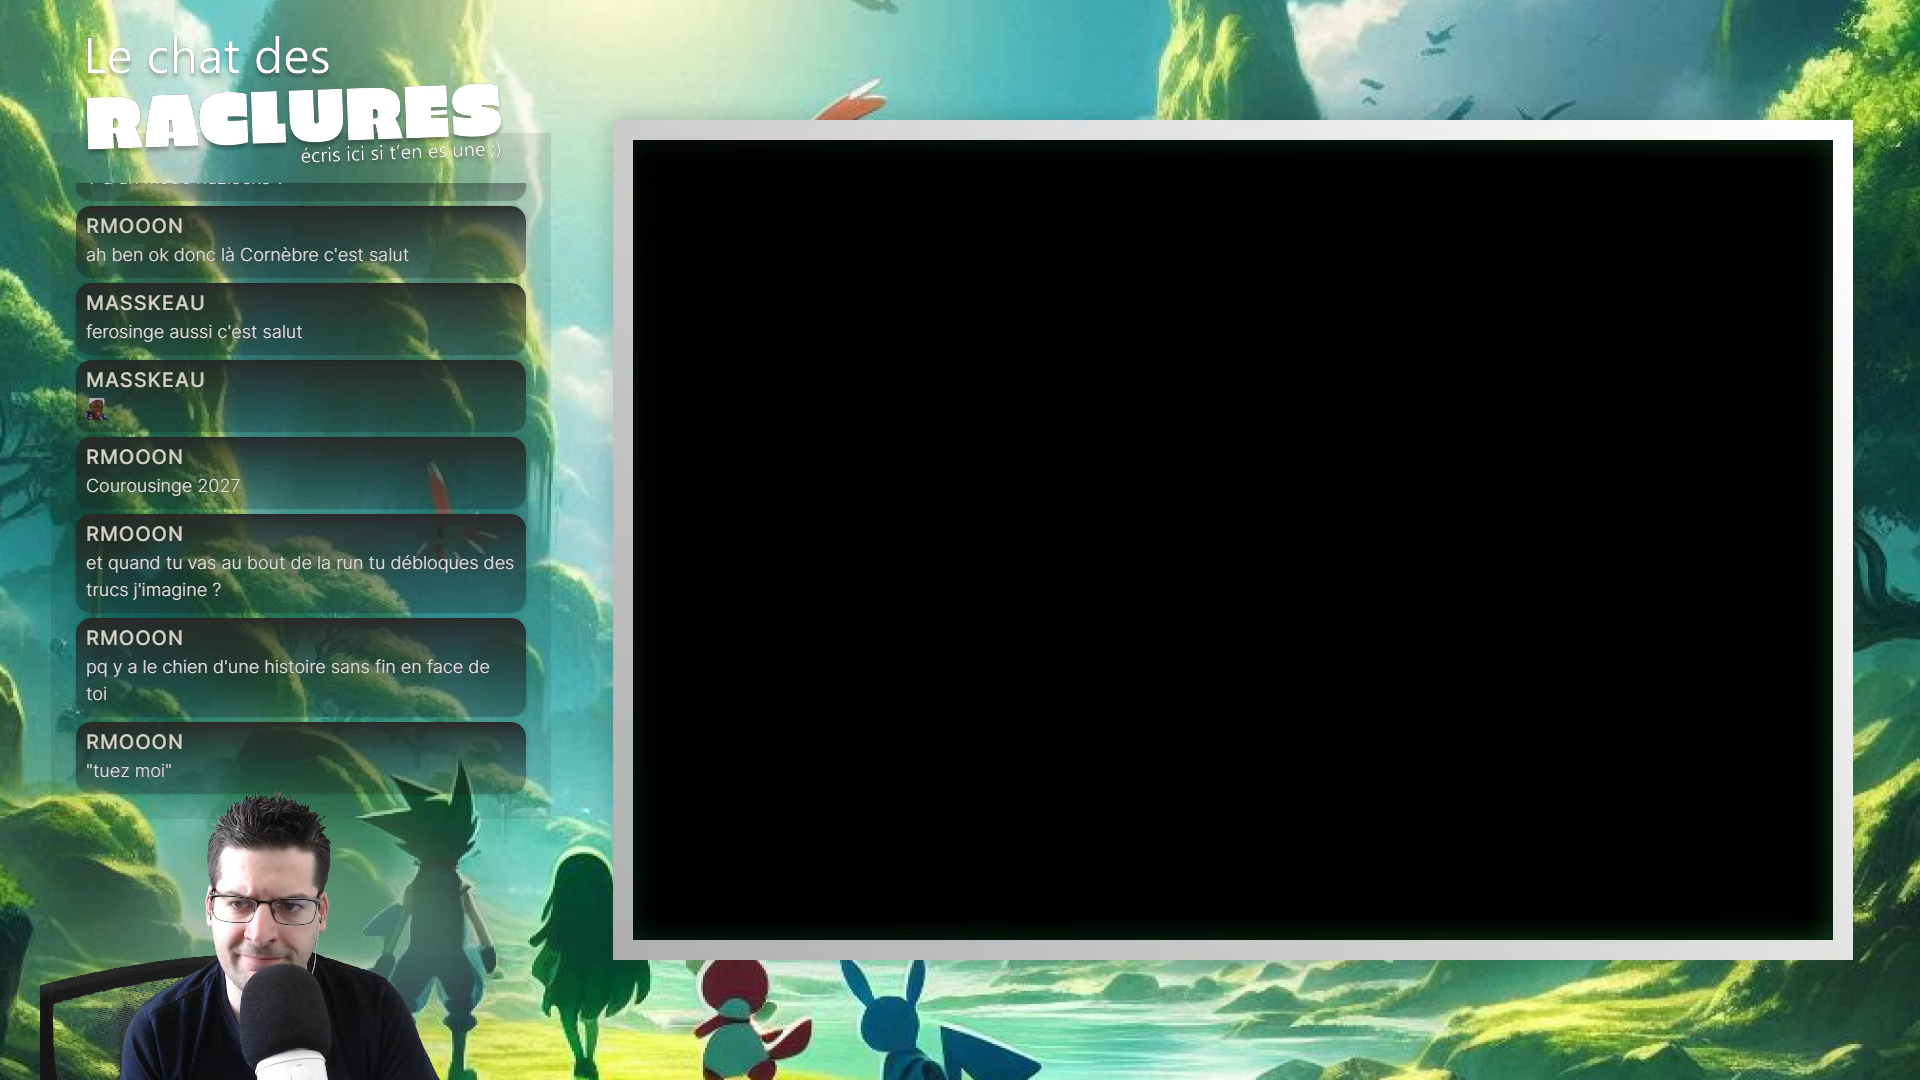 Le chat des
RACLURES
écris ici si t'en es une ;)
RMOOON
ah ben ok donc là Cornèbre c'est salut
MASSKEAU
ferosinge aussi c'est salut
MASSKEAU
RMOOON
Courousinge 2027
RMOOON
et quand tu vas au bout de la run tu débloques des
trucs j'imagine ?
RMOOON
pq y a le chien d'une histoire sans fin en face de
toi
RMOOON
"tuez moi"